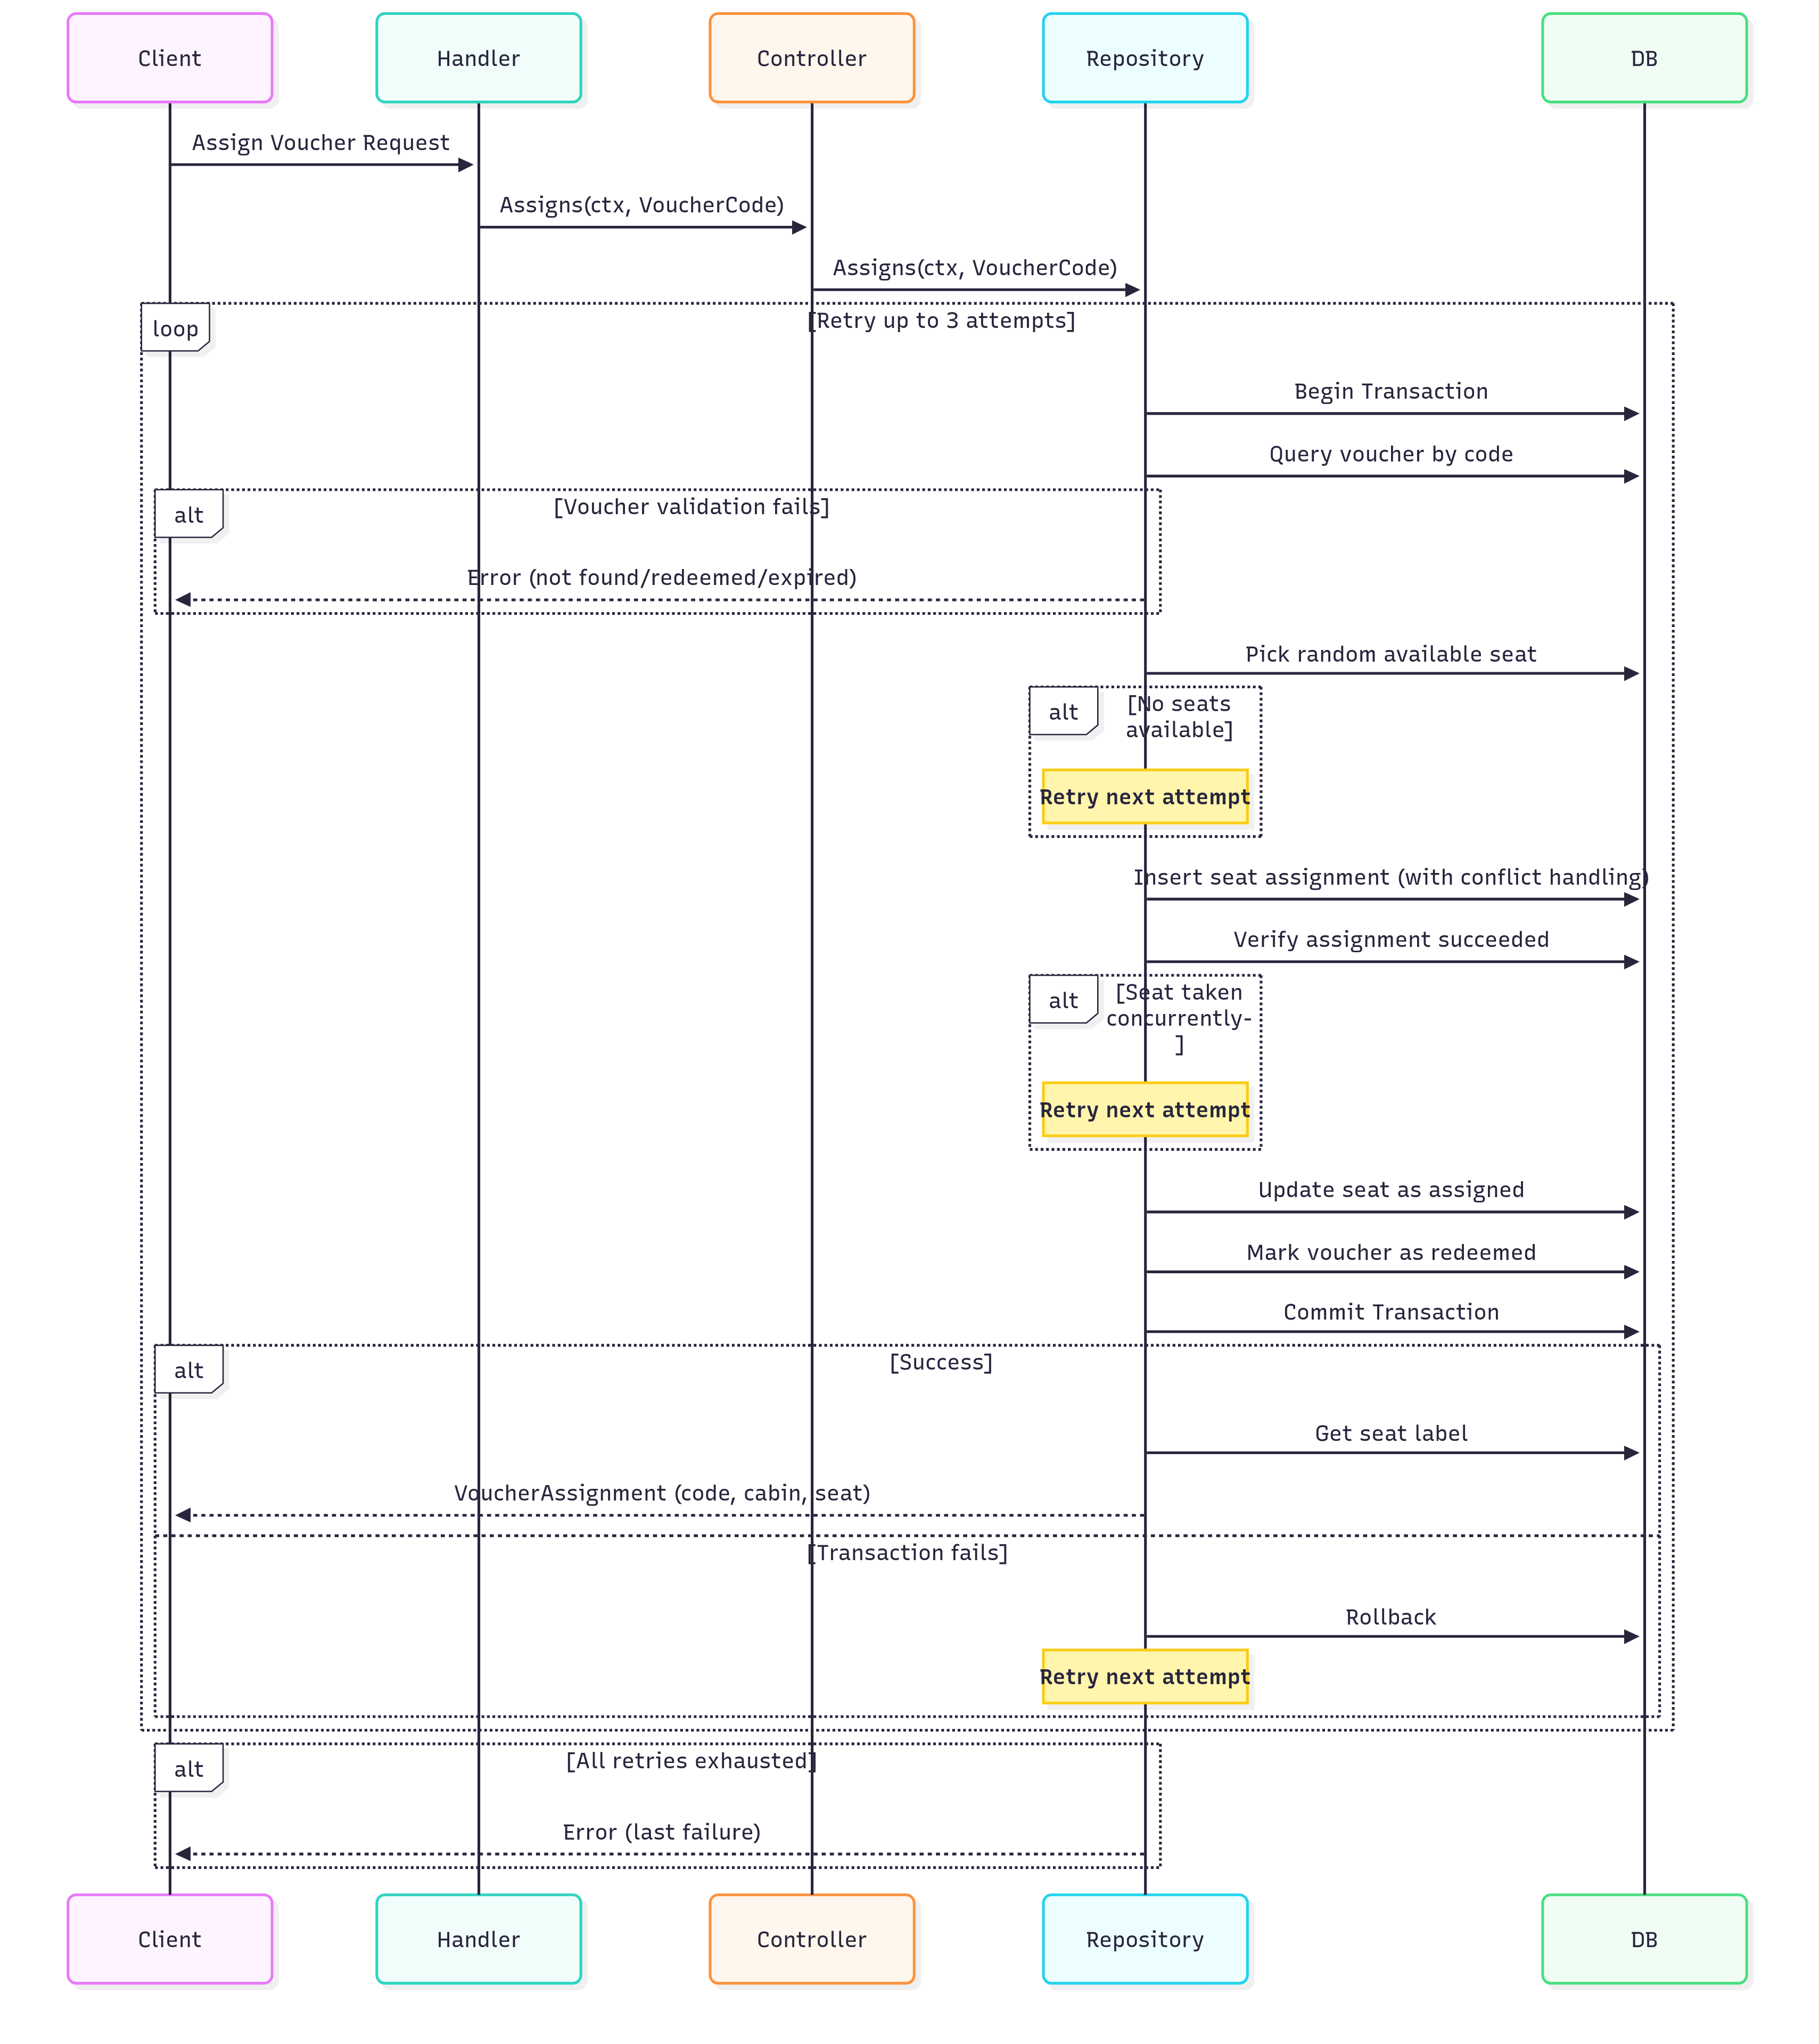 Client
Handler
Controller
Repository
DB
Assign Voucher Request
Assigns(ctx, VoucherCode)
Assigns(ctx, VoucherCode)
loop
[Retry up to 3 attempts]
Begin Transaction
Query voucher by code
alt
[Voucher validation fails]
Error (not found/redeemed/expired)
Pick random available seat
alt
[No seats
available]
Retry next attempt
Insert seat assignment (with conflict handling)
Verify assignment succeeded
alt
[Seat taken
concurrently-
]
Retry next attempt
Update seat as assigned
Mark voucher as redeemed
Commit Transaction
alt
[Success]
Get seat label
VoucherAssignment (code, cabin, seat)
[Transaction fails]
Rollback
Retry next attempt
alt
[All retries exhausted]
Error (last failure)
Client
Handler
Controller
Repository
DB